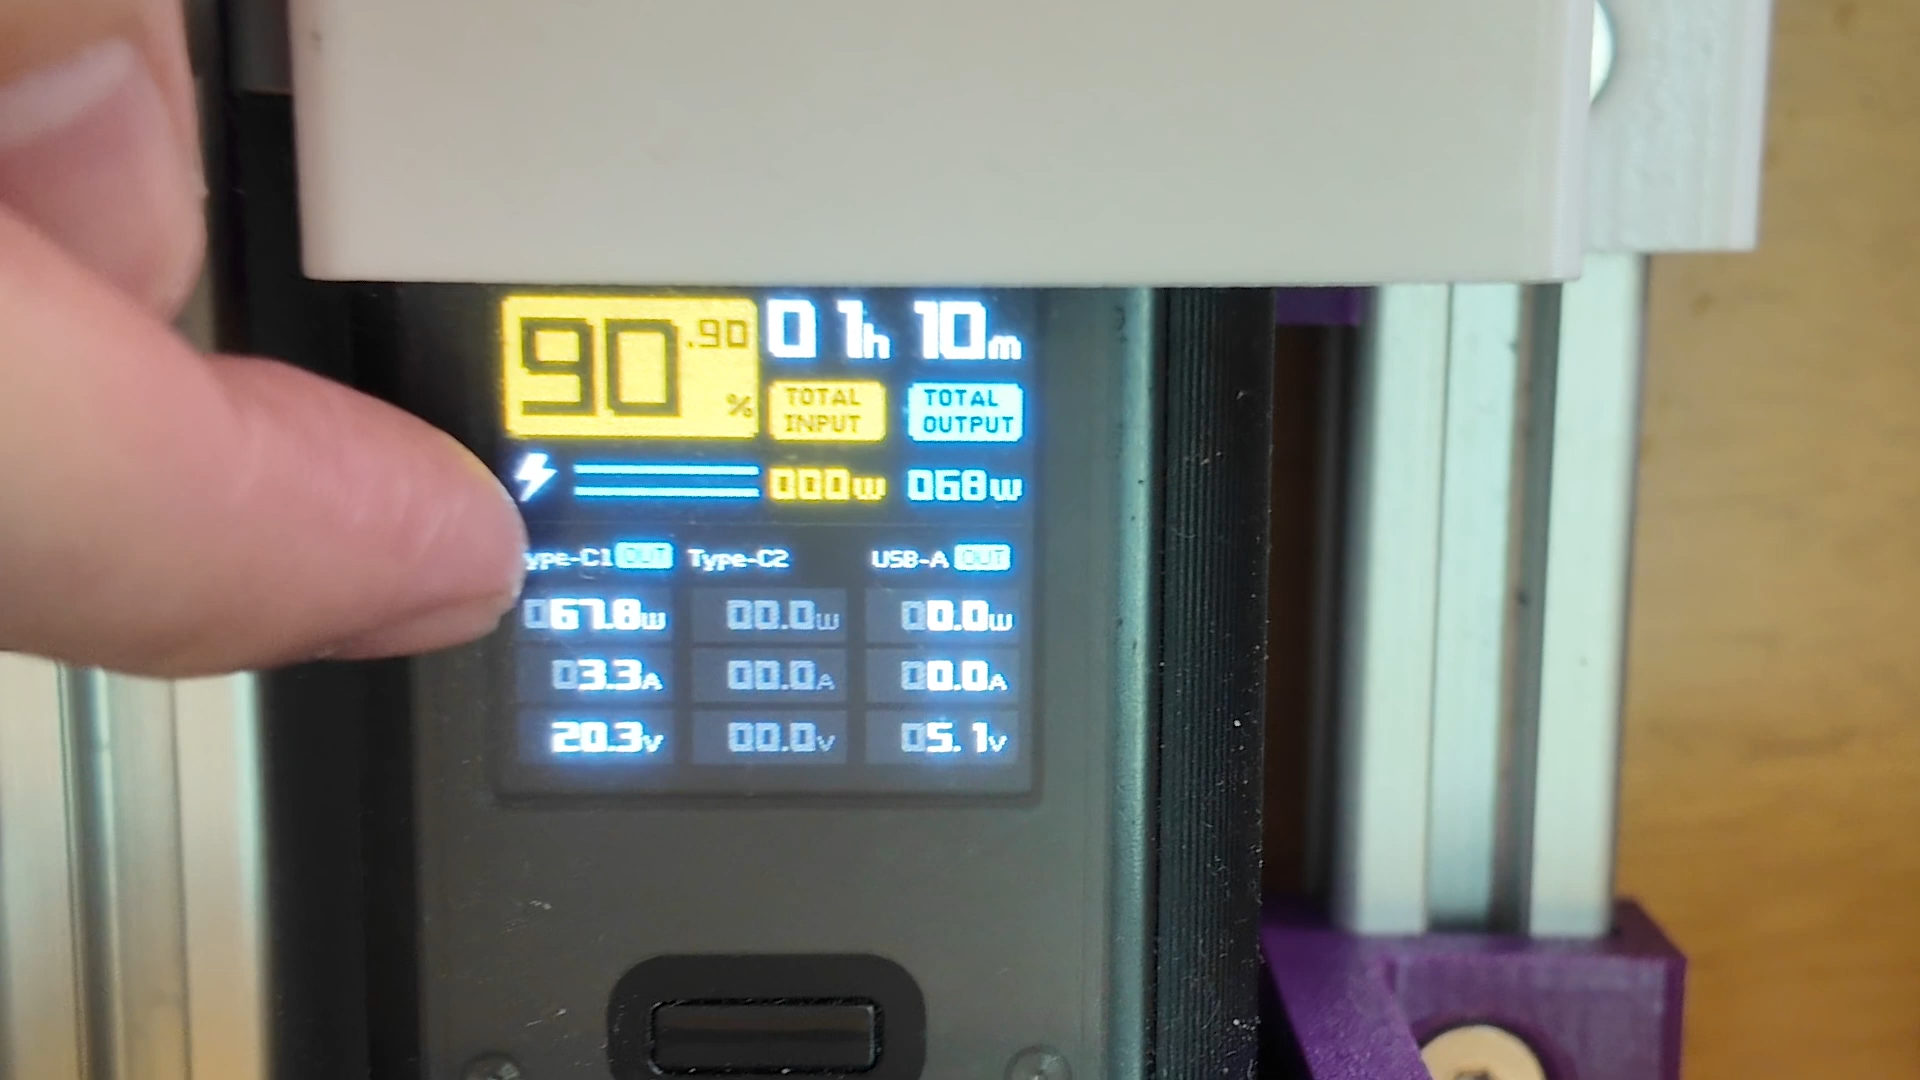 90.90% 01h 10m
TOTAL INPUT TOTAL OUTPUT
000w 068w
ype-C1 OUT Type-C2 USB-A OUT
067.8w 00.0w 00.0w
03.3A 00.0A 00.0A
20.3v 00.0v 05.1v